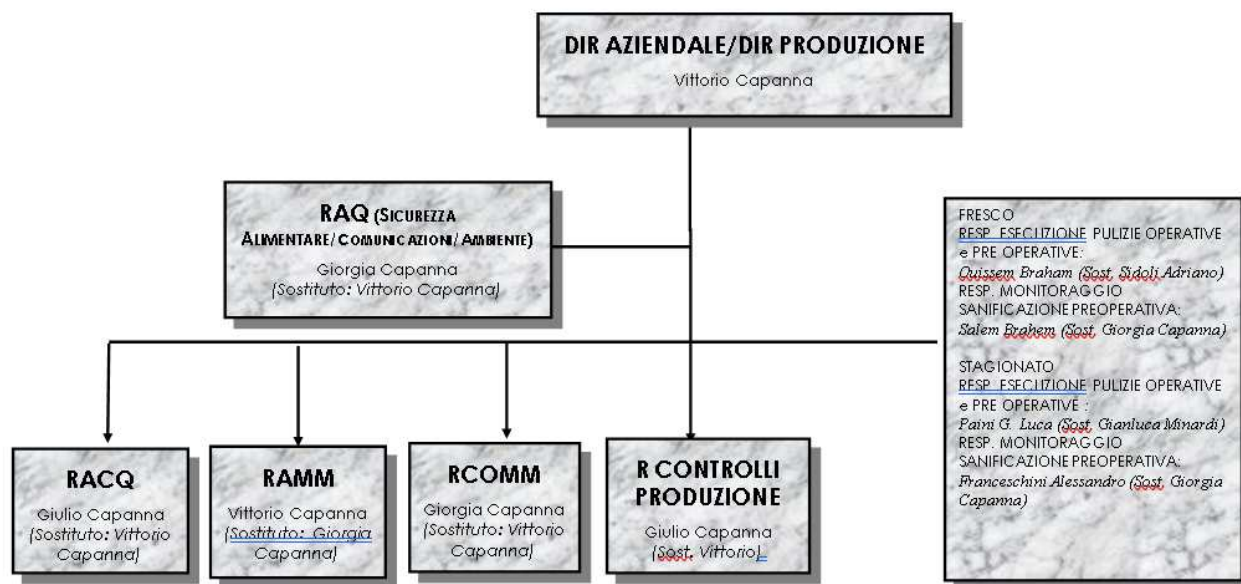 DIR AZIENDALE/DIR PRODUZIONE
Vittorio Capanna
RAQ (SICUREZZA
ALIMENTARE/COMUNICAZIONI/AMBIENTE)
Giorgia Capanna
(Sostituto: Vittorio Capanna)
FRESCO
RESP. ESECUZIONE PULIZIE OPERATIVE
e PRE OPERATIVE:
Ouissem Braham (Sost. Sidoli Adriano)
RESP. MONITORAGGIO
SANIFICAZIONE PREOPERATIVA:
Salem Brahem (Sost. Giorgia Capanna)
STAGIONATO
RESP. ESECUZIONE PULIZIE OPERATIVE
e PRE OPERATIVE :
Paini G. Luca (Sost. Gianluca Minardi)
RESP. MONITORAGGIO
SANIFICAZIONE PREOPERATIVA:
Franceschini Alessandro (Sost. Giorgia
Capanna)
RACQ
Giulio Capanna
(Sostituto: Vittorio
Capanna)
RAMM
Vittorio Capanna
(Sostituto: Giorgia
Capanna)
RCOMM
Giorgia Capanna
(Sostituto: Vittorio
Capanna)
R CONTROLLI
PRODUZIONE
Giulio Capanna
(Sost. Vittorio)